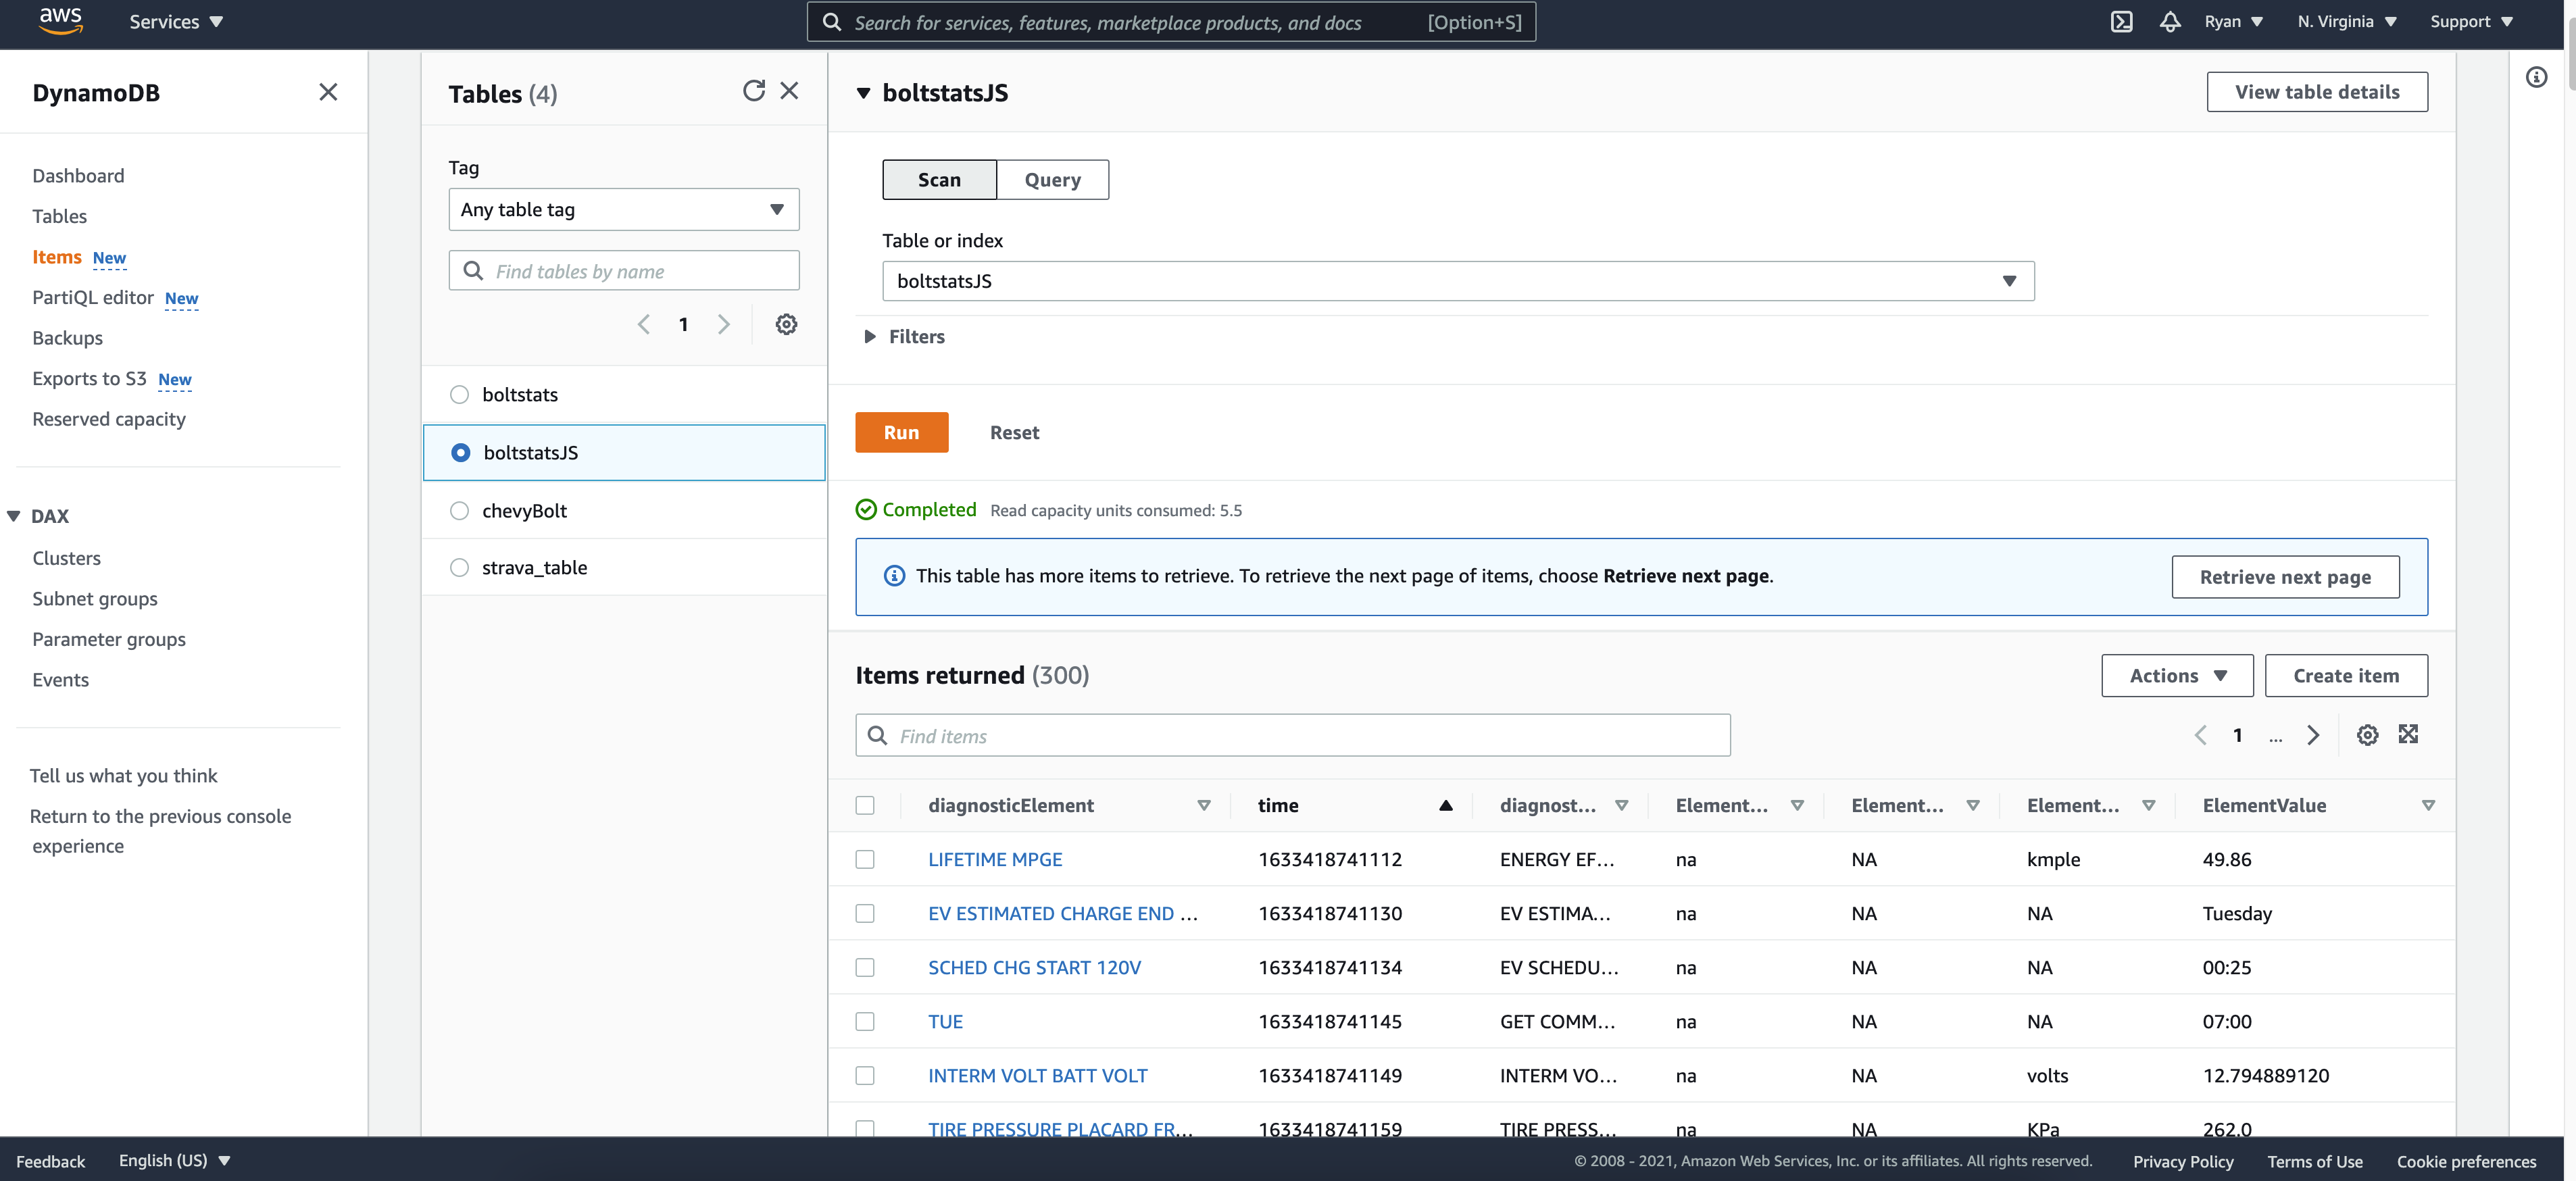 aws Services Search for services, features, marketplace products, and docs [Option+S] Ryan N. Virginia Support
DynamoDB
Dashboard
Tables
Items New
PartiQL editor New
Backups
Exports to S3 New
Reserved capacity
DAX
Clusters
Subnet groups
Parameter groups
Events
Tell us what you think
Return to the previous console
experience
Tables (4)
Tag
Any table tag
Find tables by name
1
boltstats
boltstatsJS
chevyBolt
strava_table
boltstatsJS View table details
Scan Query
Table or index
boltstatsJS
Filters
Run Reset
Completed Read capacity units consumed: 5.5
This table has more items to retrieve. To retrieve the next page of items, choose Retrieve next page. Retrieve next page
Items returned (300) Actions Create item
Find items 1 ...
diagnosticElement time diagnost... Element... Element... Element... ElementValue
LIFETIME MPGE 1633418741112 ENERGY EF... na NA kmple 49.86
EV ESTIMATED CHARGE END ... 1633418741130 EV ESTIMA... na NA NA Tuesday
SCHED CHG START 120V 1633418741134 EV SCHEDU... na NA NA 00:25
TUE 1633418741145 GET COMM... na NA NA 07:00
INTERM VOLT BATT VOLT 1633418741149 INTERM VO... na NA volts 12.794889120
TIRE PRESSURE PLACARD FR... 1633418741159 TIRE PRESS... na NA KPa 262.0
Feedback English (US) © 2008 - 2021, Amazon Web Services, Inc. or its affiliates. All rights reserved. Privacy Policy Terms of Use Cookie preferences